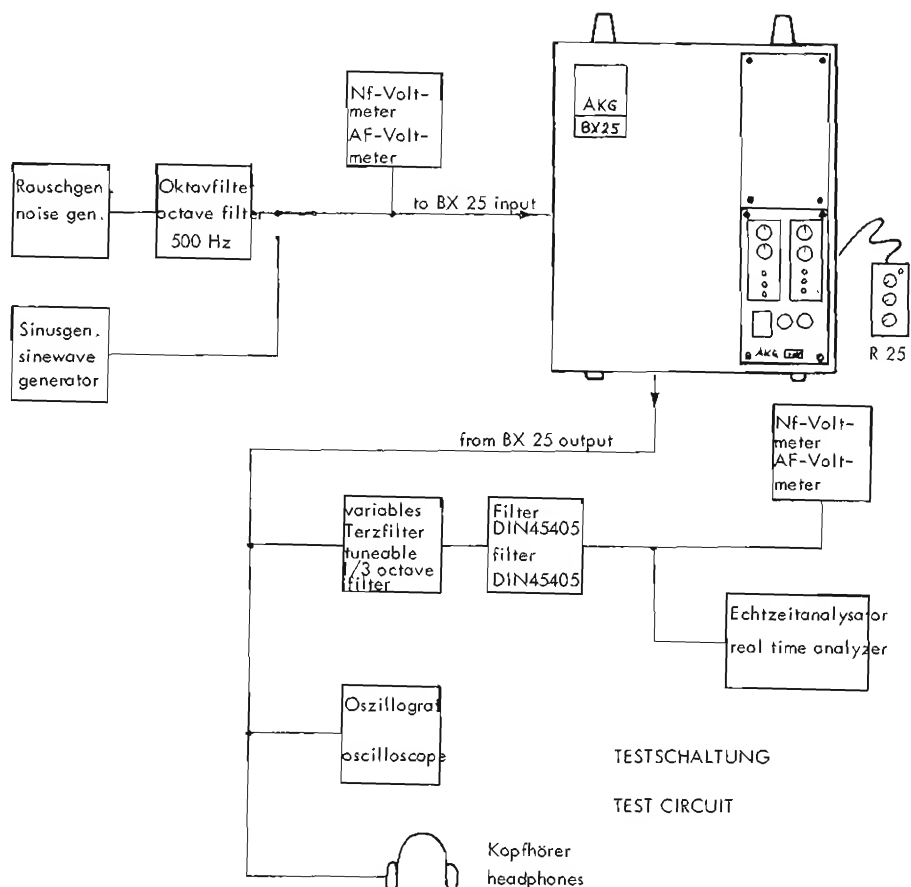 Nf-Volt-
meter
AF-Volt-
meter
AKG
BX25
Rauschgen
noise gen.
Oktavfilte
octave filter
500 Hz
to BX 25 input
Sinusgen.
sinewave
generator
AKG
R 25
from BX 25 output
Nf-Volt-
meter
AF-Volt-
meter
variables
Terzfilter
tuneable
1/3 octave
filter
Filter
DIN45405
filter
DIN45405
Echtzeitanalysator
real time analyzer
Oszillograf
oscilloscope
TESTSCHALTUNG
TEST CIRCUIT
Kopfhörer
headphones